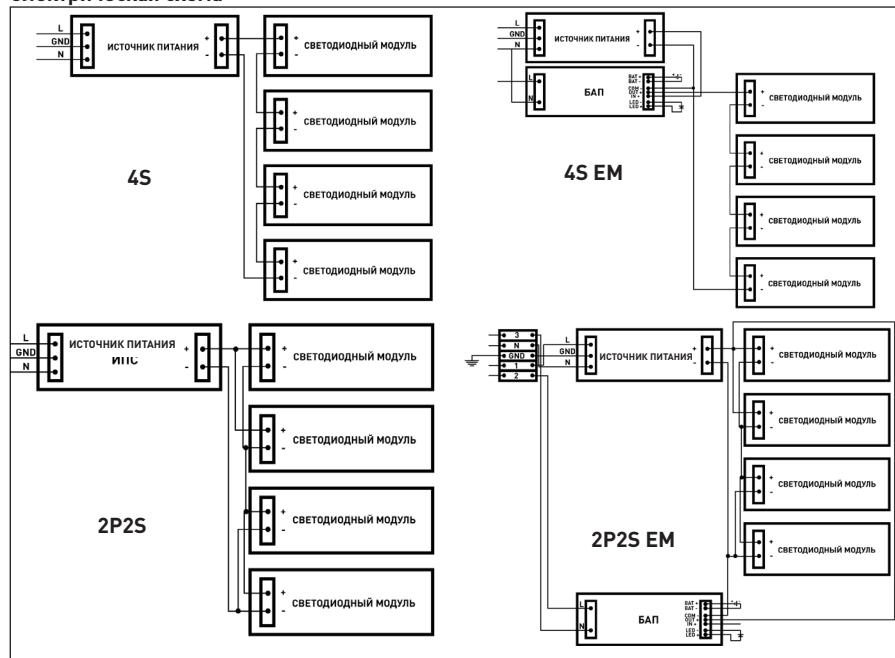 L
GND
N
ИСТОЧНИК ПИТАНИЯ
+
-
+
-
СВЕТОДИОДНЫЙ МОДУЛЬ
+
-
СВЕТОДИОДНЫЙ МОДУЛЬ
+
-
СВЕТОДИОДНЫЙ МОДУЛЬ
+
-
СВЕТОДИОДНЫЙ МОДУЛЬ
4S
L
GND
N
ИСТОЧНИК ПИТАНИЯ
+
-
L
N
БАП
BAT +
BAT -
COM -
OUT +
IN +
LED -
LED +
+
-
СВЕТОДИОДНЫЙ МОДУЛЬ
+
-
СВЕТОДИОДНЫЙ МОДУЛЬ
+
-
СВЕТОДИОДНЫЙ МОДУЛЬ
+
-
СВЕТОДИОДНЫЙ МОДУЛЬ
4S EM
L
GND
N
ИСТОЧНИК ПИТАНИЯ
ИПС
+
-
+
-
СВЕТОДИОДНЫЙ МОДУЛЬ
+
-
СВЕТОДИОДНЫЙ МОДУЛЬ
+
-
СВЕТОДИОДНЫЙ МОДУЛЬ
+
-
СВЕТОДИОДНЫЙ МОДУЛЬ
2P2S
3
N
GND
1
2
L
GND
N
ИСТОЧНИК ПИТАНИЯ
+
-
+
-
СВЕТОДИОДНЫЙ МОДУЛЬ
+
-
СВЕТОДИОДНЫЙ МОДУЛЬ
+
-
СВЕТОДИОДНЫЙ МОДУЛЬ
+
-
СВЕТОДИОДНЫЙ МОДУЛЬ
2P2S EM
L
N
БАП
BAT +
BAT -
COM -
OUT +
IN +
LED -
LED +